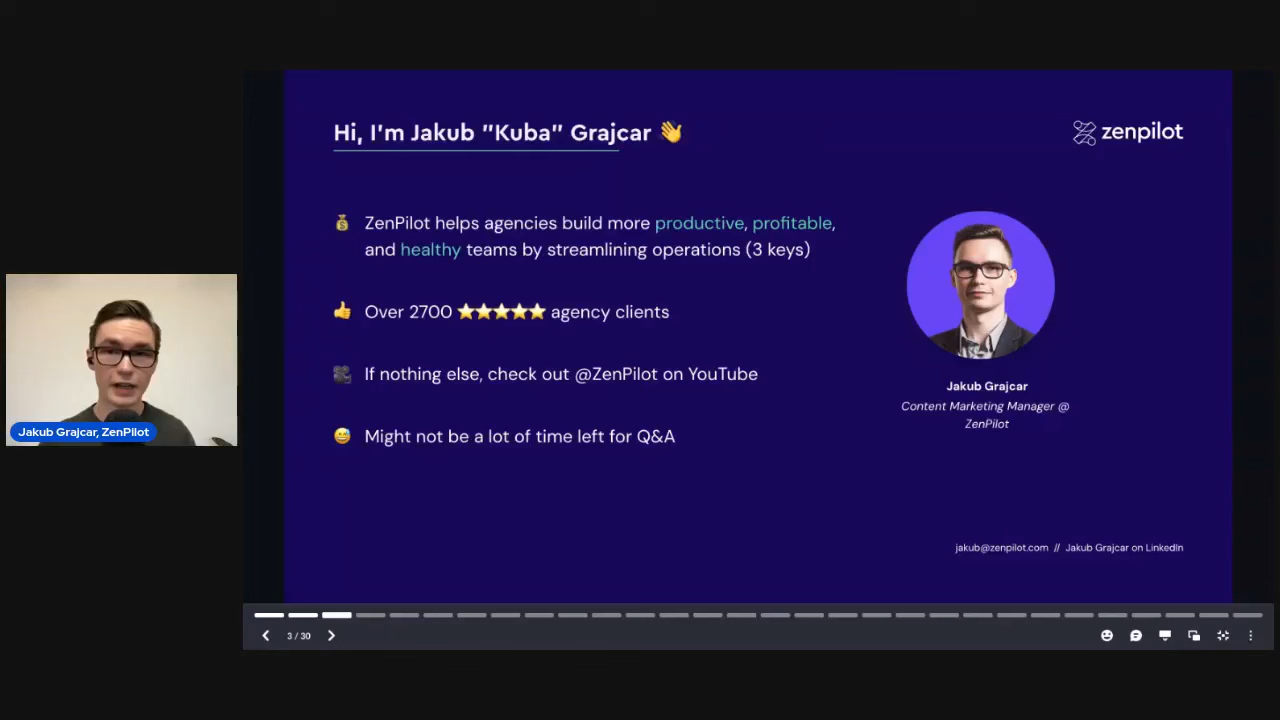 Hi, I'm Jakub "Kuba" Grajcar 👋
zenpilot
ZenPilot helps agencies build more productive, profitable,
and healthy teams by streamlining operations (3 keys)
Over 2700 ⭐⭐⭐⭐⭐ agency clients
If nothing else, check out @ZenPilot on YouTube
Might not be a lot of time left for Q&A
Jakub Grajcar
Content Marketing Manager @
ZenPilot
jakub@zenpilot.com // Jakub Grajcar on LinkedIn
Jakub Grajcar, ZenPilot
3 / 30